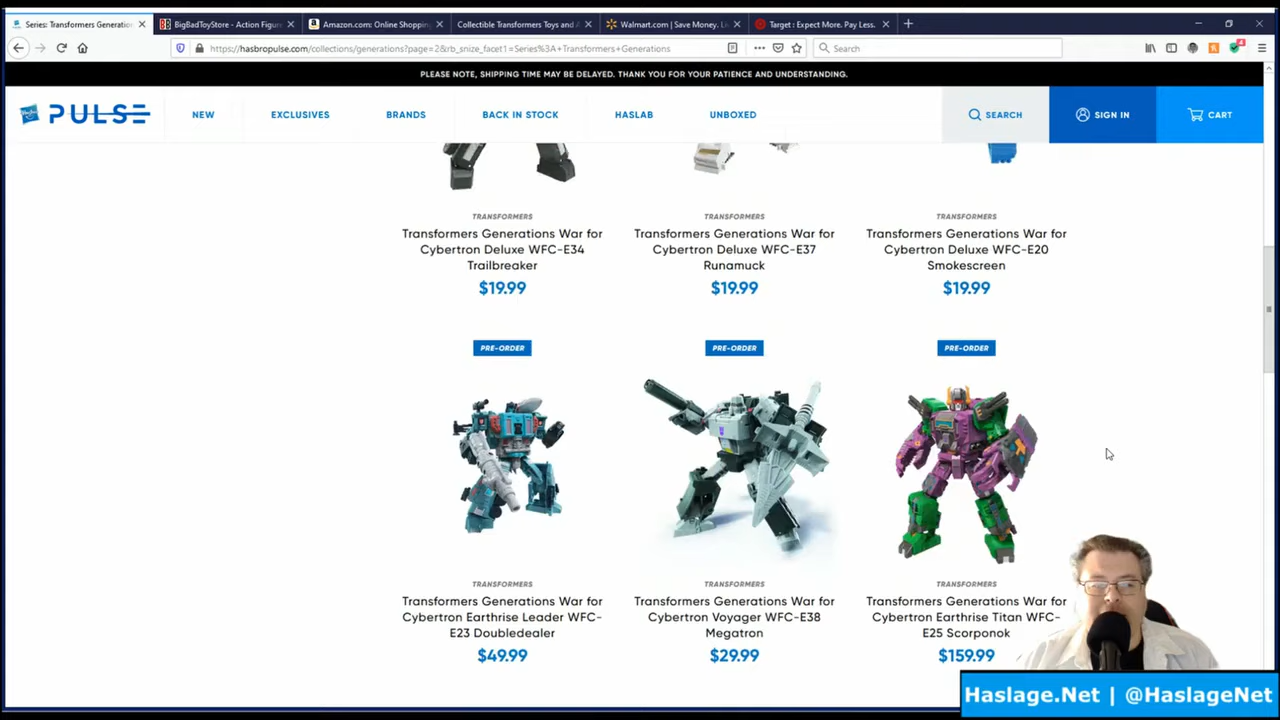 Series: Transformers Generation
BigBadToyStore - Action Figur
Amazon.com: Online Shoppin
Collectible Transformers Toys and A
Walmart.com | Save Money. Li
Target : Expect More. Pay Less.
https://hasbropulse.com/collections/generations?page=2&rb_snize_facet1=Series%3A+Transformers+Generations
Search
PLEASE NOTE, SHIPPING TIME MAY BE DELAYED. THANK YOU FOR YOUR PATIENCE AND UNDERSTANDING.
PULSE
NEW
EXCLUSIVES
BRANDS
BACK IN STOCK
HASLAB
UNBOXED
SEARCH
SIGN IN
CART
TRANSFORMERS
Transformers Generations War for
Cybertron Deluxe WFC-E34
Trailbreaker
$19.99
TRANSFORMERS
Transformers Generations War for
Cybertron Deluxe WFC-E37
Runamuck
$19.99
TRANSFORMERS
Transformers Generations War for
Cybertron Deluxe WFC-E20
Smokescreen
$19.99
PRE-ORDER
TRANSFORMERS
Transformers Generations War for
Cybertron Earthrise Leader WFC-
E23 Doubledealer
$49.99
PRE-ORDER
TRANSFORMERS
Transformers Generations War for
Cybertron Voyager WFC-E38
Megatron
$29.99
PRE-ORDER
TRANSFORMERS
Transformers Generations War for
Cybertron Earthrise Titan WFC-
E25 Scorponok
$159.99
Haslage.Net | @HaslageNet